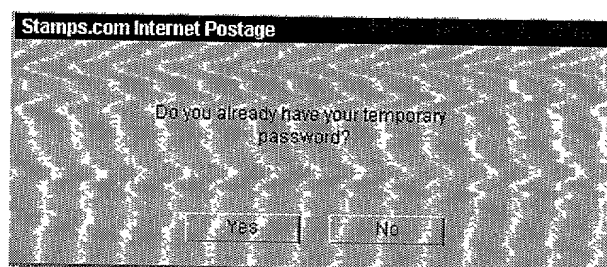 Stamps.com Internet Postage
Do you already have your temporary
password?
Yes No